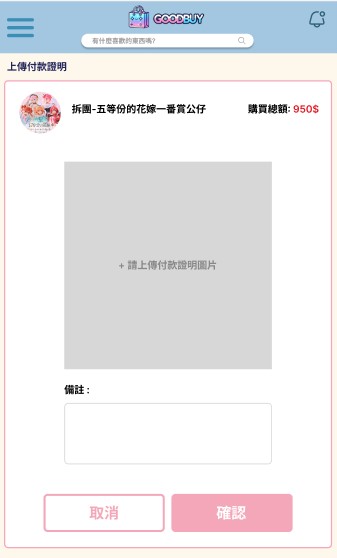 GOODBUY
有什麼喜歡的東西嗎?
上傳付款證明
拆團-五等份的花嫁一番賞公仔
購買總額: 950$
+ 請上傳付款證明圖片
備註 :
取消
確認